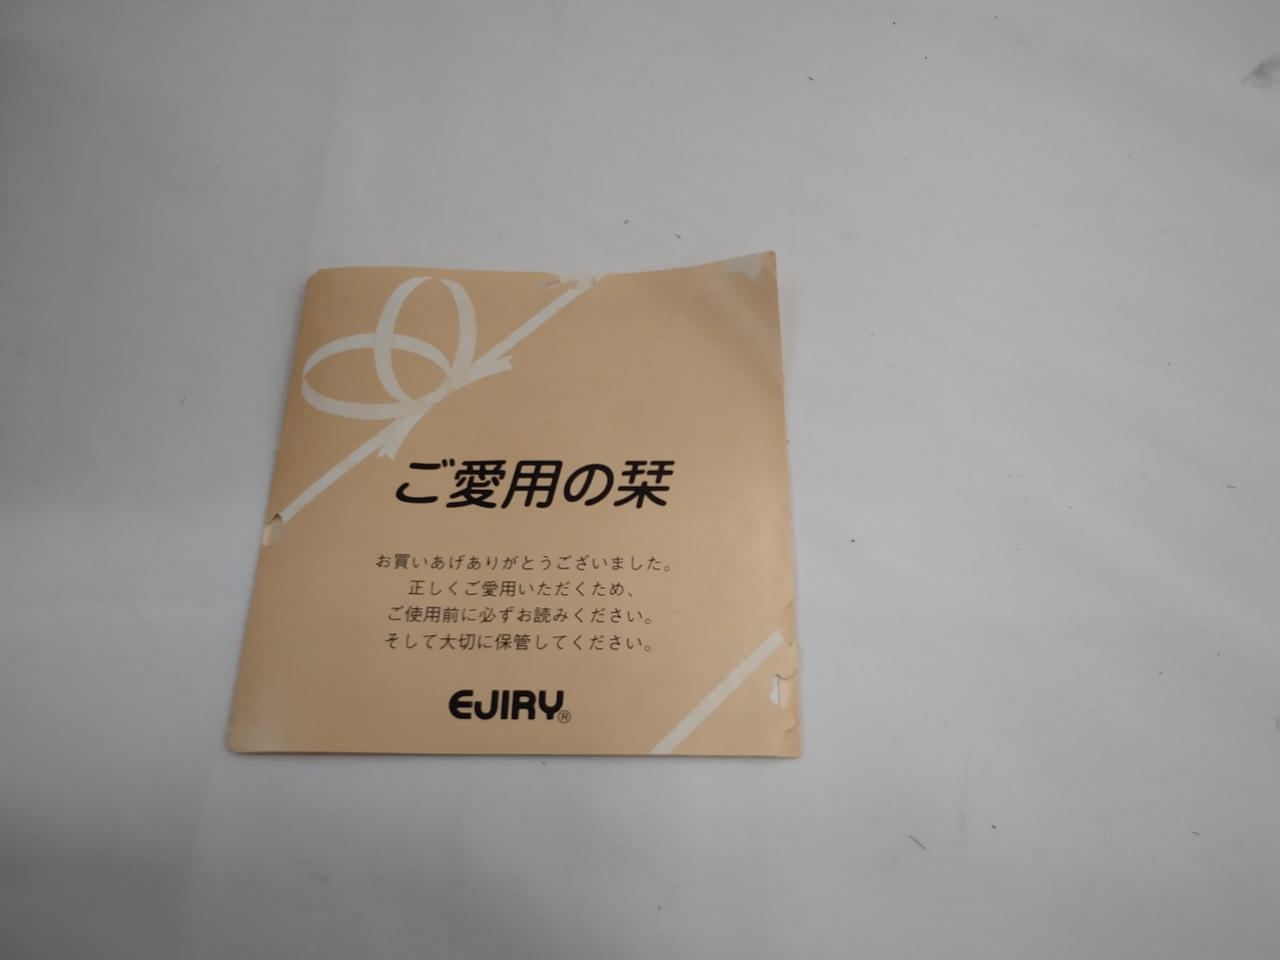 ご愛用の栞
お買いあげありがとうございました。
正しくご愛用いただくため、
ご使用前に必ずお読みください。
そして大切に保管してください。
EJIRY®